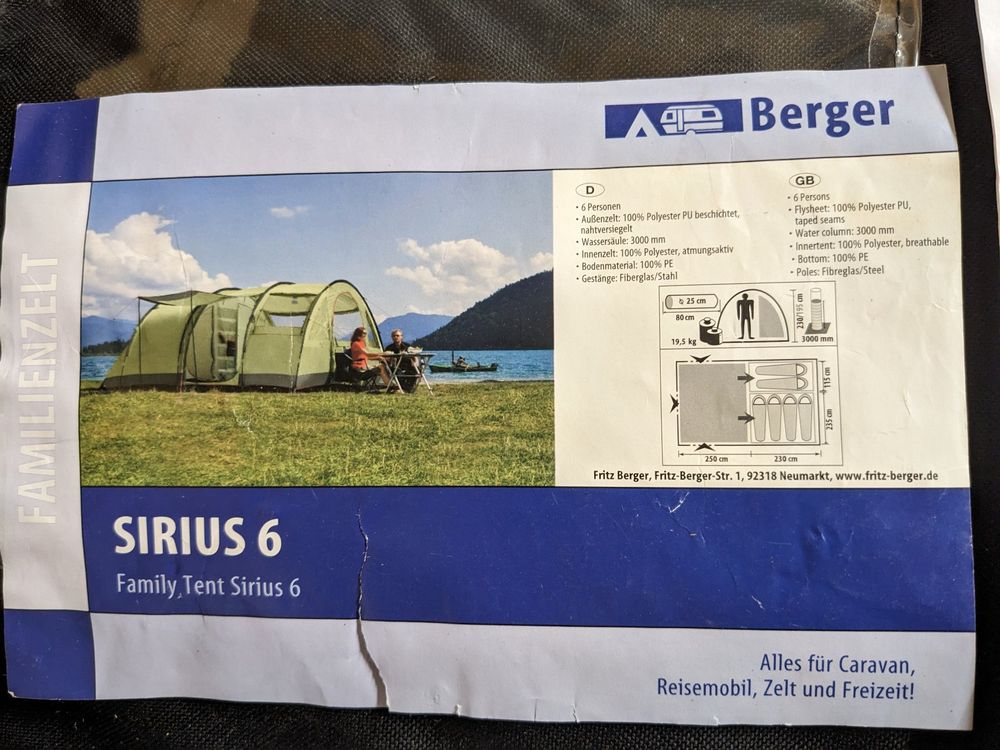 Berger
FAMILIENZELT
D
• 6 Personen
• Außenzelt: 100% Polyester PU beschichtet,
nahtversiegelt
• Wassersäule: 3000 mm
• Innenzelt: 100% Polyester, atmungsaktiv
• Bodenmaterial: 100% PE
• Gestänge: Fiberglas/Stahl
GB
• 6 Persons
• Flysheet: 100% Polyester PU,
taped seams
• Water column: 3000 mm
• Innertent: 100% Polyester, breathable
• Bottom: 100% PE
• Poles: Fibreglas/Steel
25 cm
80cm
19,5 kg
230/195 cm
3000 mm
115 cm
235 cm
250 cm
230 cm
Fritz Berger, Fritz-Berger-Str. 1, 92318 Neumarkt, www.fritz-berger.de
SIRIUS 6
Family Tent Sirius 6
Alles für Caravan,
Reisemobil, Zelt und Freizeit!